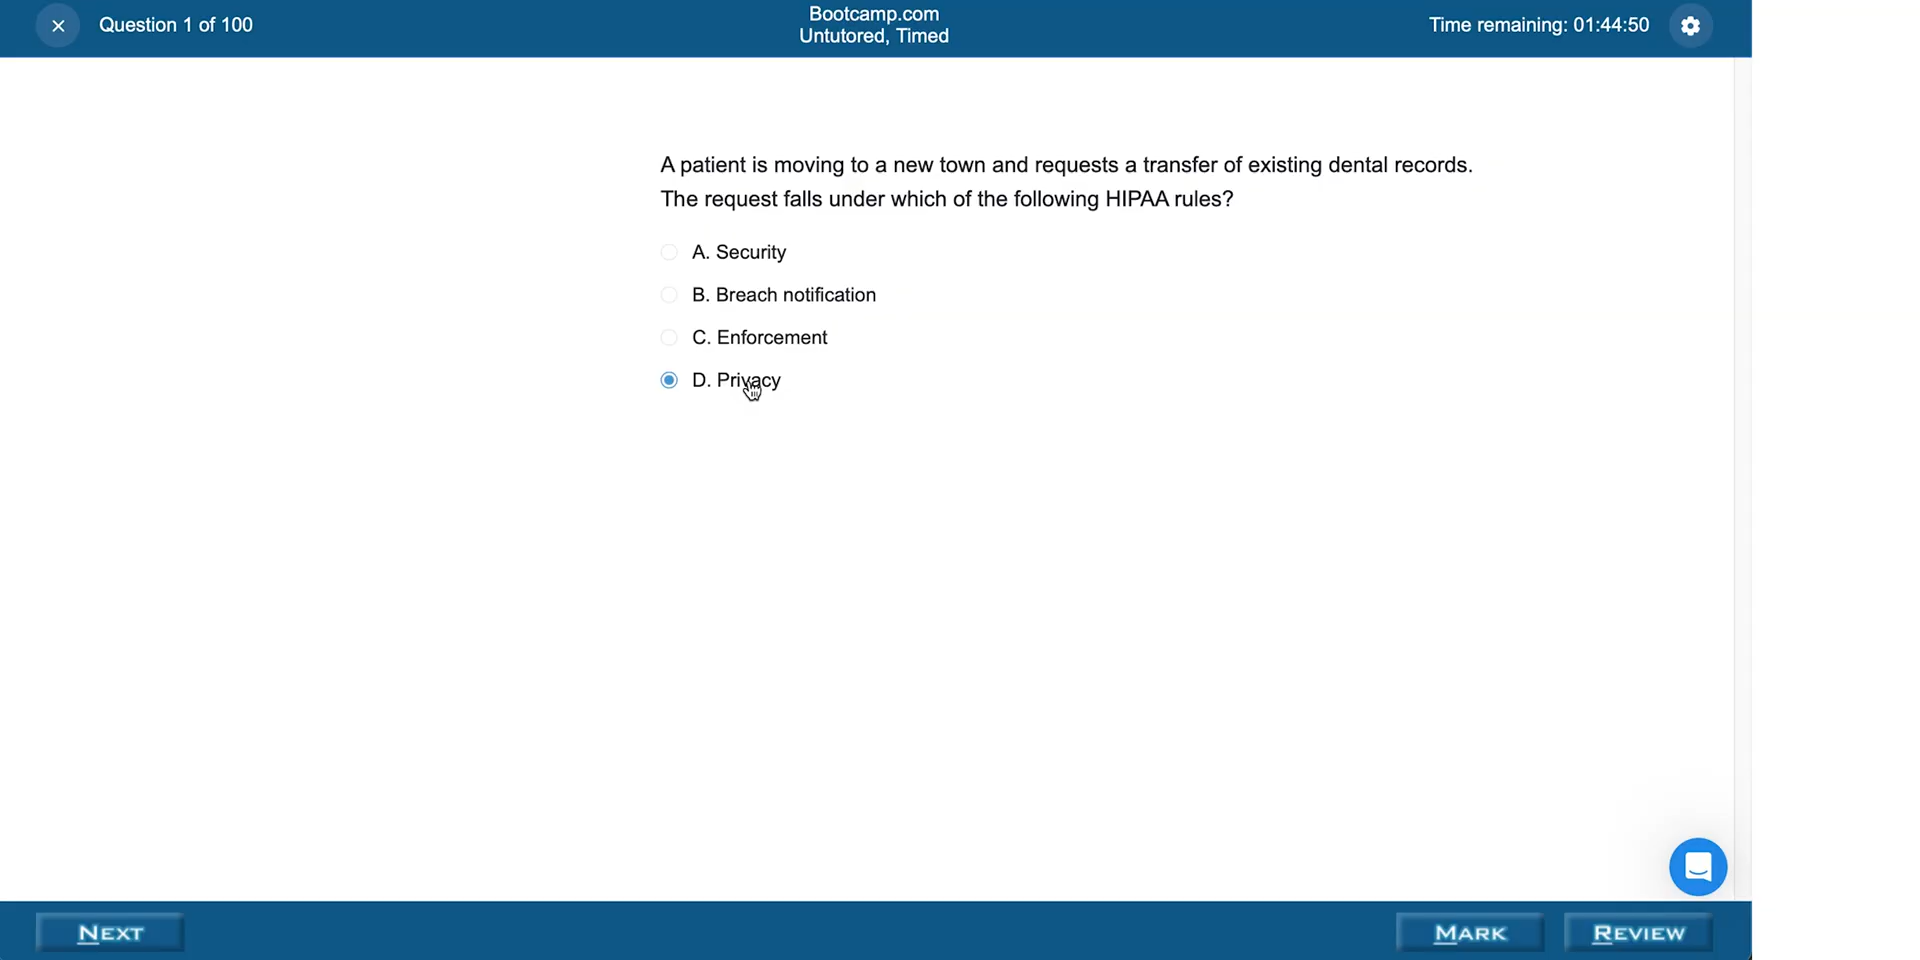 Question 1 of 100
Bootcamp.com
Untutored, Timed
Time remaining: 01:44:50
A patient is moving to a new town and requests a transfer of existing dental records.
The request falls under which of the following HIPAA rules?
A. Security
B. Breach notification
C. Enforcement
D. Privacy
NEXT
MARK
REVIEW